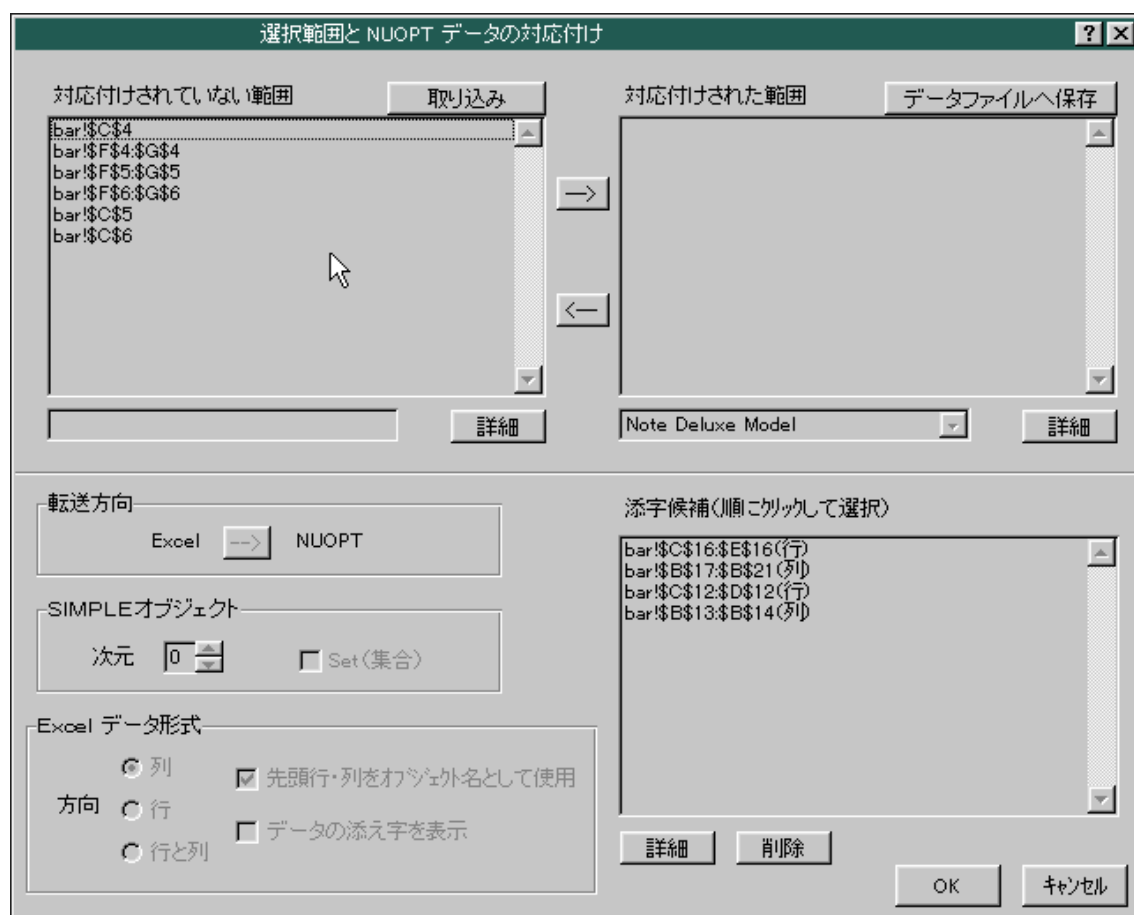 選択範囲と NUOPT データの対応付け
対応付けされていない範囲
取り込み
対応付けされた範囲
データファイルへ保存
bar!$C$4
bar!$F$4:$G$4
bar!$F$5:$G$5
bar!$F$6:$G$6
bar!$C$5
bar!$C$6
-->
<--
詳細
Note Deluxe Model
詳細
転送方向
Excel --> NUOPT
SIMPLEオブジェクト
次元 0 Set(集合)
Excel データ形式
方向
列
行
行と列
先頭行・列をオブジェクト名として使用
データの添え字を表示
添字候補(順にクリックして選択)
bar!$C$16:$E$16(行)
bar!$B$17:$B$21(列)
bar!$C$12:$D$12(行)
bar!$B$13:$B$14(列)
詳細
削除
OK
キャンセル